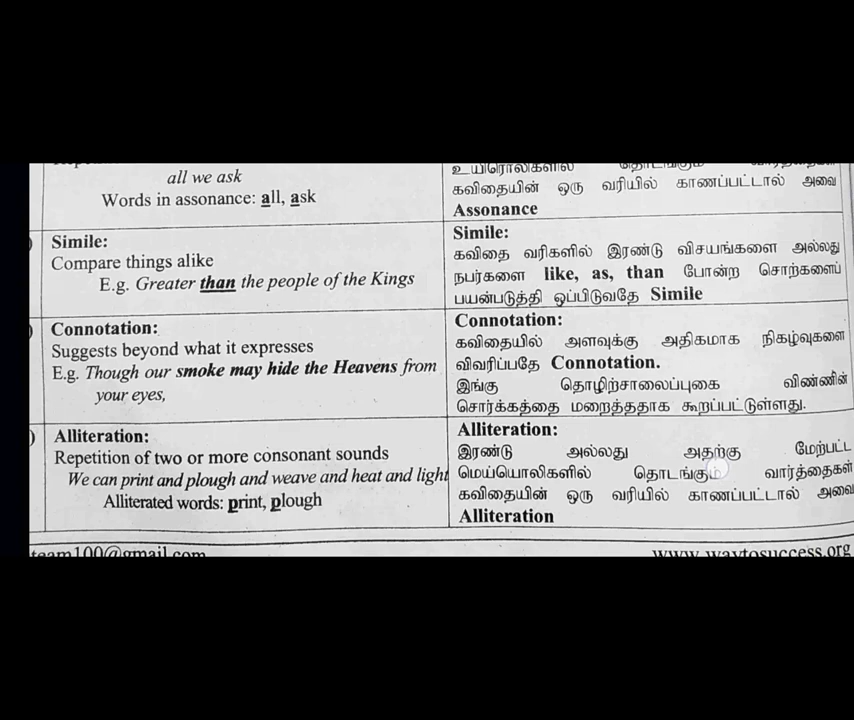 all we ask
Words in assonance: all, ask
உயிரொலிகளில் தொடங்கும்
கவிதையின் ஒரு வரியில் காணப்பட்டால் அவை
Assonance
Simile:
Compare things alike
E.g. Greater than the people of the Kings
Simile:
கவிதை வரிகளில் இரண்டு விசயங்களை அல்லது
நபர்களை like, as, than போன்ற சொற்களைப்
பயன்படுத்தி ஒப்பிடுவதே Simile
Connotation:
Suggests beyond what it expresses
E.g. Though our smoke may hide the Heavens from
your eyes,
Connotation:
கவிதையில் அளவுக்கு அதிகமாக நிகழ்வுகளை
விவரிப்பதே Connotation.
இங்கு தொழிற்சாலைப்புகை விண்ணின்
சொர்க்கத்தை மறைத்ததாக கூறப்பட்டுள்ளது.
Alliteration:
Repetition of two or more consonant sounds
We can print and plough and weave and heat and light
Alliterated words: print, plough
Alliteration:
இரண்டு அல்லது அதற்கு மேற்பட்ட
மெய்யொலிகளில் தொடங்கும் வார்த்தைகள்
கவிதையின் ஒரு வரியில் காணப்பட்டால் அவை
Alliteration
team100@gmail.com
www.waytosuccess.org